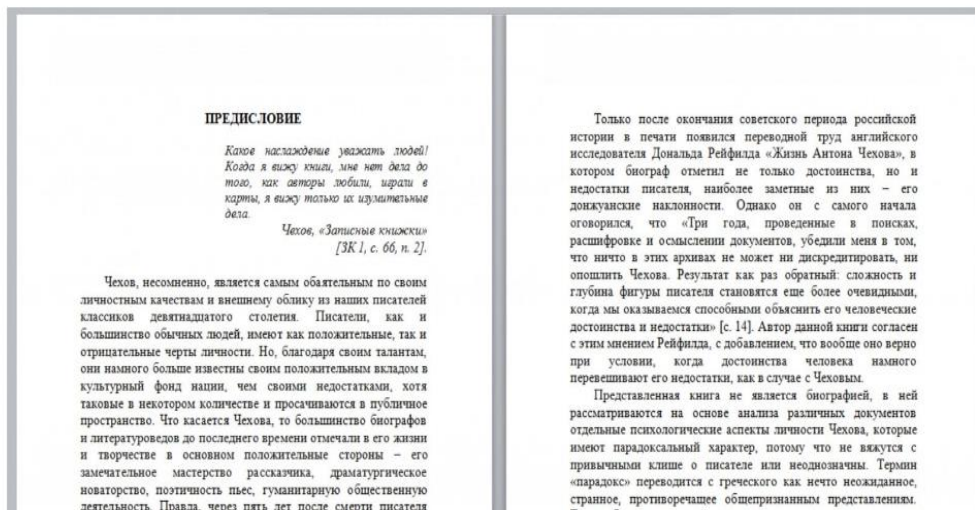 ПРЕДИСЛОВИЕ
Какое наслаждение уважать людей!
Когда я вижу книги, мне нет дела до
того, как авторы любили, играли в
карты, я вижу только их изумительные
дела.
Чехов, «Записные книжки»
[ЗК 1, с. 66, п. 2].
Чехов, несомненно, является самым обаятельным по своим
личностным качествам и внешнему облику из наших писателей
классиков девятнадцатого столетия. Писатели, как и
большинство обычных людей, имеют как положительные, так и
отрицательные черты личности. Но, благодаря своим талантам,
они намного больше известны своим положительным вкладом в
культурный фонд нации, чем своими недостатками, хотя
таковые в некотором количестве и просачиваются в публичное
пространство. Что касается Чехова, то большинство биографов
и литературоведов до последнего времени отмечали в его жизни
и творчестве в основном положительные стороны – его
замечательное мастерство рассказчика, драматургическое
новаторство, поэтичность пьес, гуманитарную общественную
деятельность. Правда, через пять лет после смерти писателя
Только после окончания советского периода российской
истории в печати появился переводной труд английского
исследователя Дональда Рейфилда «Жизнь Антона Чехова», в
котором биограф отметил не только достоинства, но и
недостатки писателя, наиболее заметные из них – его
донжуанские наклонности. Однако он с самого начала
оговорился, что «Три года, проведенные в поисках,
расшифровке и осмыслении документов, убедили меня в том,
что ничто в этих архивах не может ни дискредитировать, ни
опошлить Чехова. Результат как раз обратный: сложность и
глубина фигуры писателя становятся еще более очевидными,
когда мы оказываемся способными объяснить его человеческие
достоинства и недостатки» [с. 14]. Автор данной книги согласен
с этим мнением Рейфилда, с добавлением, что вообще оно верно
при условии, когда достоинства человека намного
перевешивают его недостатки, как в случае с Чеховым.
Представленная книга не является биографией, в ней
рассматриваются на основе анализа различных документов
отдельные психологические аспекты личности Чехова, которые
имеют парадоксальный характер, потому что не вяжутся с
привычными клише о писателе или неоднозначны. Термин
«парадокс» переводится с греческого как нечто неожиданное,
странное, противоречащее общепризнанным представлениям.